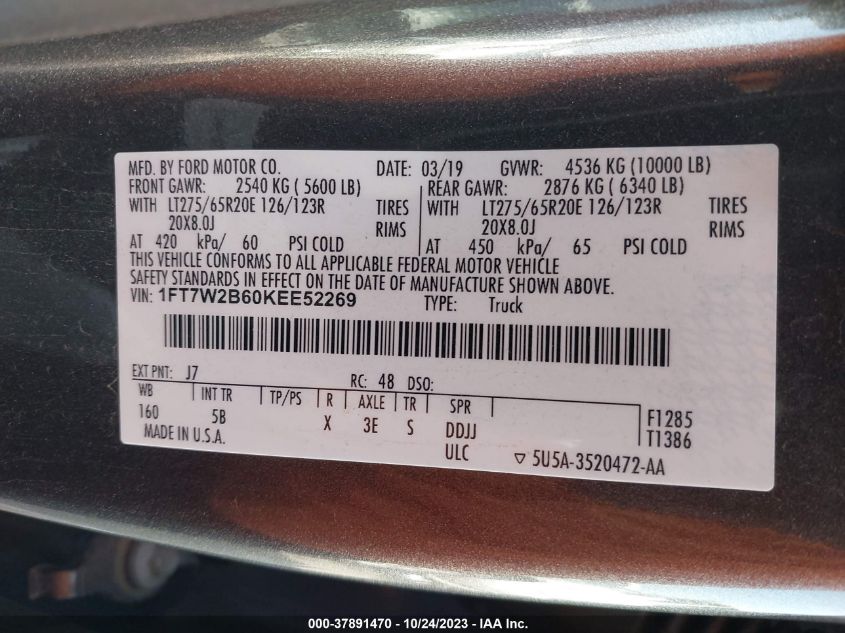 MFD. BY FORD MOTOR CO. DATE: 03/19 GVWR: 4536 KG (10000 LB)
FRONT GAWR: 2540 KG ( 5600 LB) REAR GAWR: 2876 KG ( 6340 LB)
WITH LT275/65R20E 126/123R TIRES WITH LT275/65R20E 126/123R TIRES
20X8.0J RIMS 20X8.0J RIMS
AT 420 kPa/ 60 PSI COLD AT 450 kPa/ 65 PSI COLD
THIS VEHICLE CONFORMS TO ALL APPLICABLE FEDERAL MOTOR VEHICLE
SAFETY STANDARDS IN EFFECT ON THE DATE OF MANUFACTURE SHOWN ABOVE.
VIN: 1FT7W2B60KEE52269 TYPE: Truck
EXT PNT: J7 RC: 48 DSO:
WB INT TR TP/PS R AXLE TR SPR F1285
160 5B X 3E S DDJJ T1386
MADE IN U.S.A. ULC ▽ 5U5A-3520472-AA
000-37891470 • 10/24/2023 - IAA Inc.